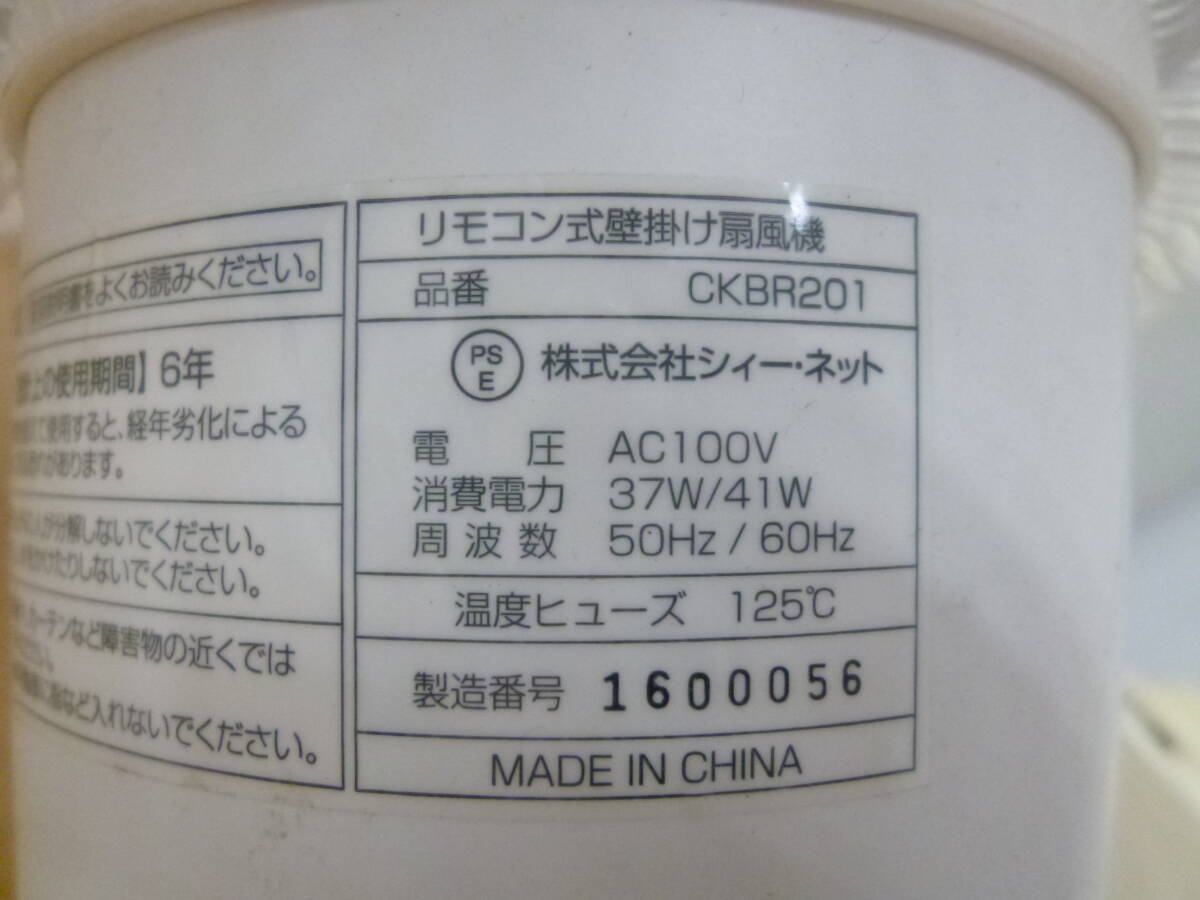 をよくお読みください。
上の使用期間】6年
使用すると、経年劣化による
があります。
が分解しないでください。
たりしないでください。
カーテンなど障害物の近くでは
など入れないでください。
リモコン式壁掛け扇風機
品番 CKBR201
PS E 株式会社シィー・ネット
電圧 AC100V
消費電力 37W/41W
周波数 50Hz / 60Hz
温度ヒューズ 125℃
製造番号 1600056
MADE IN CHINA